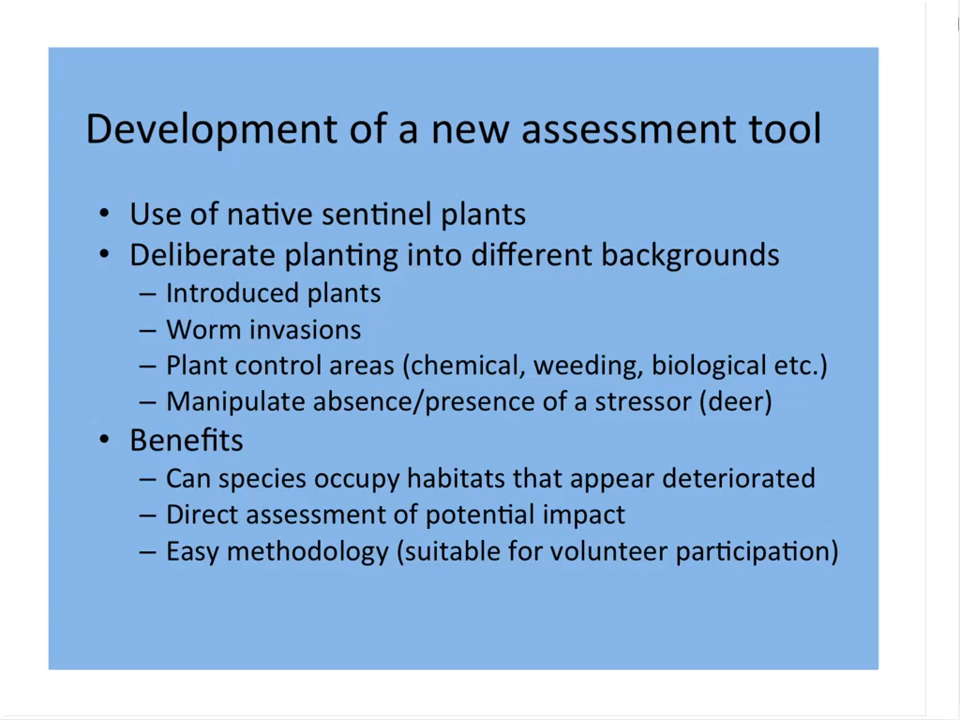 Development of a new assessment tool
• Use of native sentinel plants
• Deliberate planting into different backgrounds
– Introduced plants
– Worm invasions
– Plant control areas (chemical, weeding, biological etc.)
– Manipulate absence/presence of a stressor (deer)
• Benefits
– Can species occupy habitats that appear deteriorated
– Direct assessment of potential impact
– Easy methodology (suitable for volunteer participation)